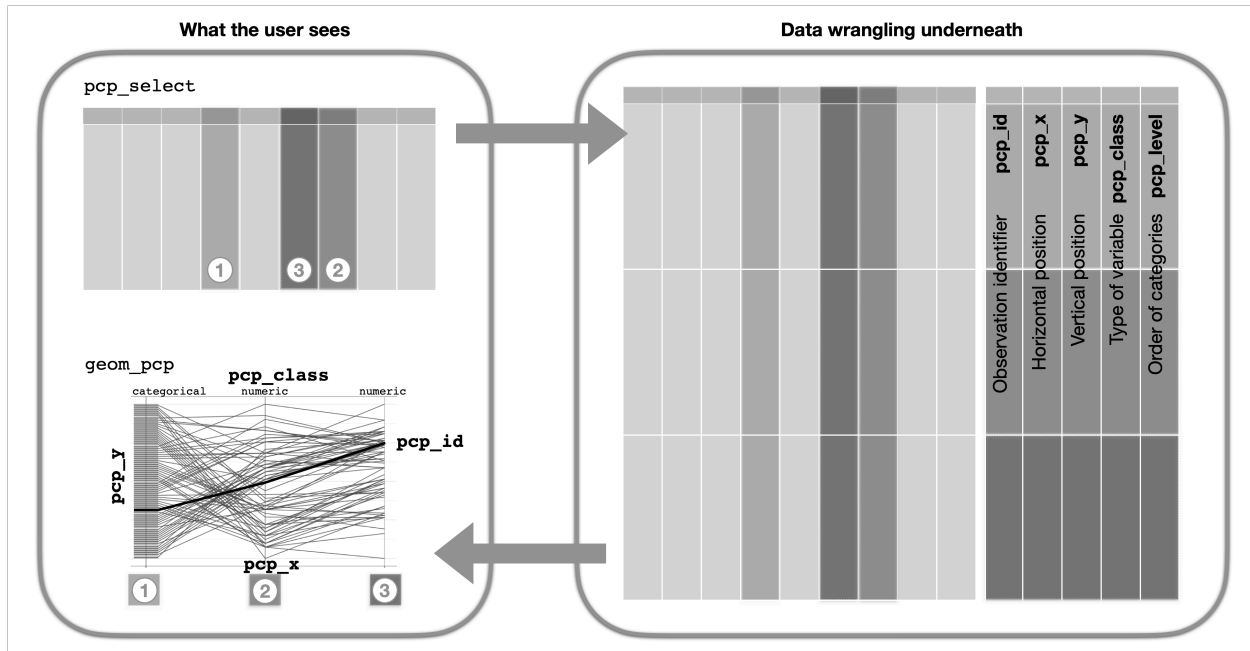 What the user sees
pcp_select
1
3
2
geom_pcp
pcp_class
categorical
numeric
numeric
pcp_id
pcp_y
pcp_x
1
2
3
Data wrangling underneath
Observation identifier pcp_id
Horizontal position pcp_x
Vertical position pcp_y
Type of variable pcp_class
Order of categories pcp_level